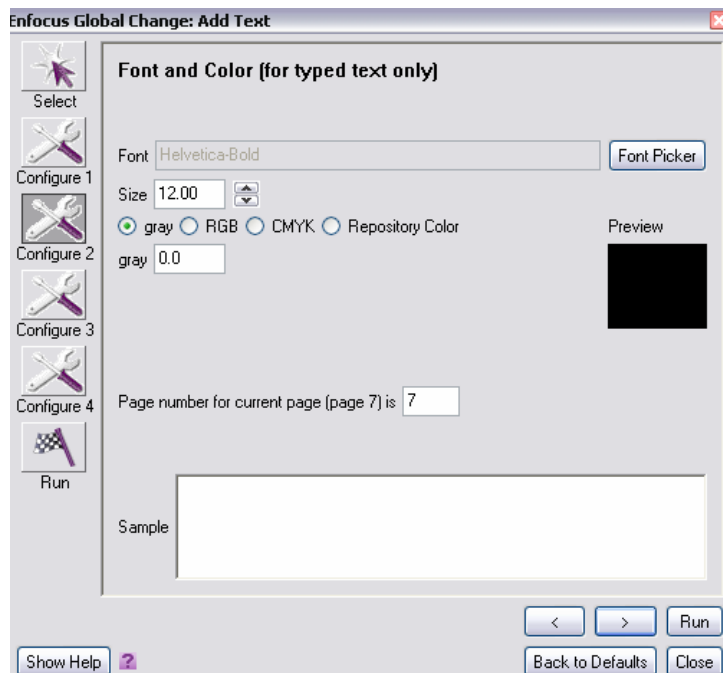 Enfocus Global Change: Add Text
Select
Configure 1
Configure 2
Configure 3
Configure 4
Run
Font and Color (for typed text only)
Font Helvetica-Bold Font Picker
Size 12.00
gray RGB CMYK Repository Color Preview
gray 0.0
Page number for current page (page 7) is 7
Sample
< > Run
Show Help ? Back to Defaults Close